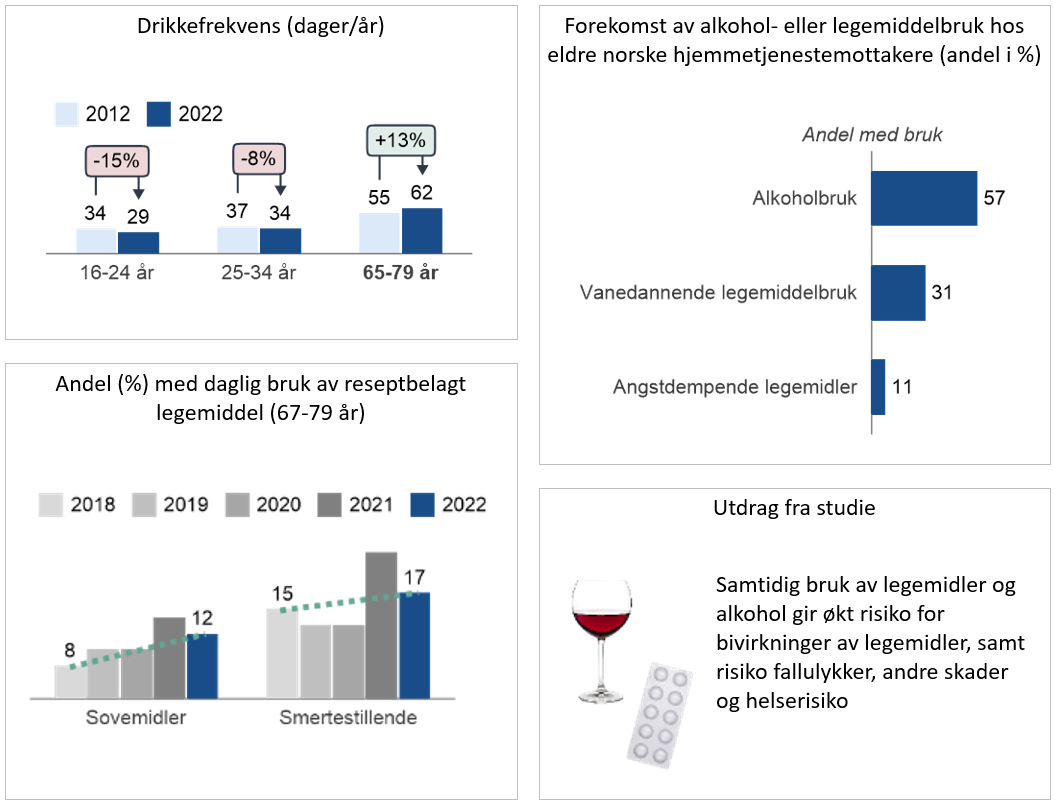 Drikkefrekvens (dager/år)
2012 2022
-15% -8% +13%
34 29 37 34 55 62
16-24 år 25-34 år 65-79 år
Andel (%) med daglig bruk av reseptbelagt
legemiddel (67-79 år)
2018 2019 2020 2021 2022
8 12 15 17
Sovemidler Smertestillende
Forekomst av alkohol- eller legemiddelbruk hos
eldre norske hjemmetjenestemottakere (andel i %)
Andel med bruk
Alkoholbruk 57
Vanedannende legemiddelbruk 31
Angstdempende legemidler 11
Utdrag fra studie
Samtidig bruk av legemidler og
alkohol gir økt risiko for
bivirkninger av legemidler, samt
risiko fallulykker, andre skader
og helserisiko